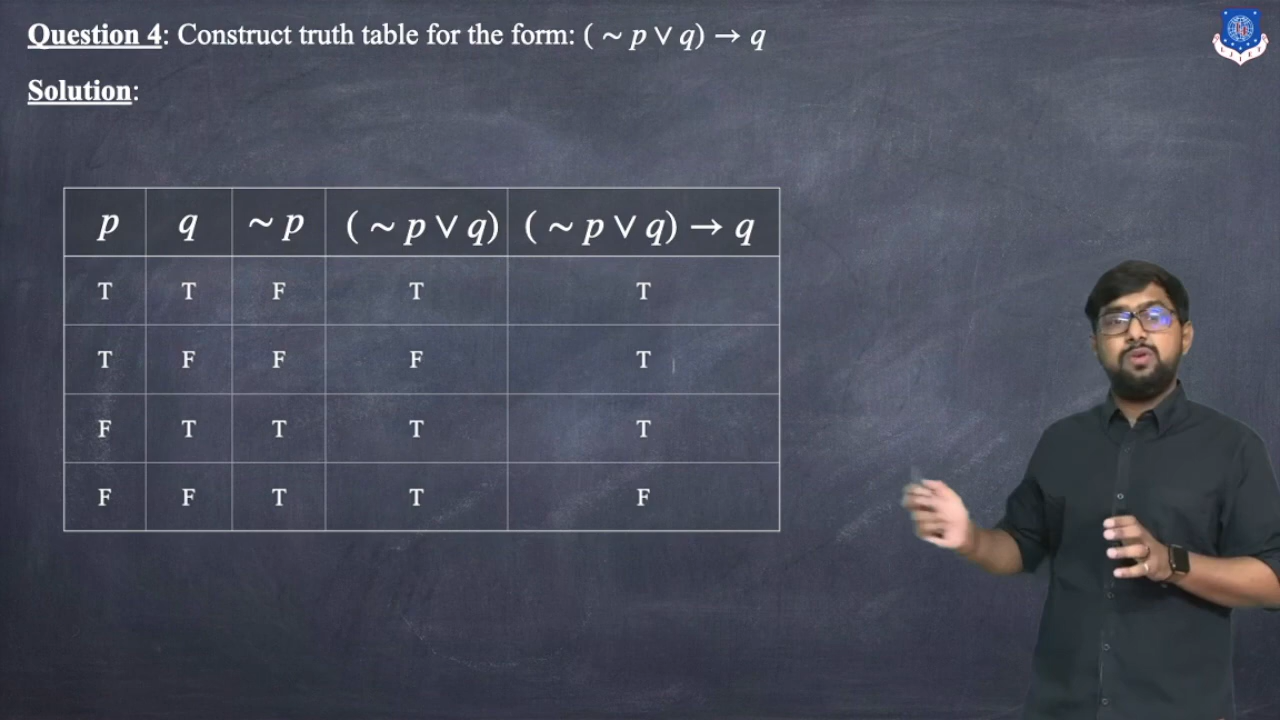 Question 4: Construct truth table for the form: ( ~ p ∨ q) → q
Solution:
p q ~ p ( ~ p ∨ q) ( ~ p ∨ q) → q
T T F T T
T F F F T
F T T T T
F F T T F